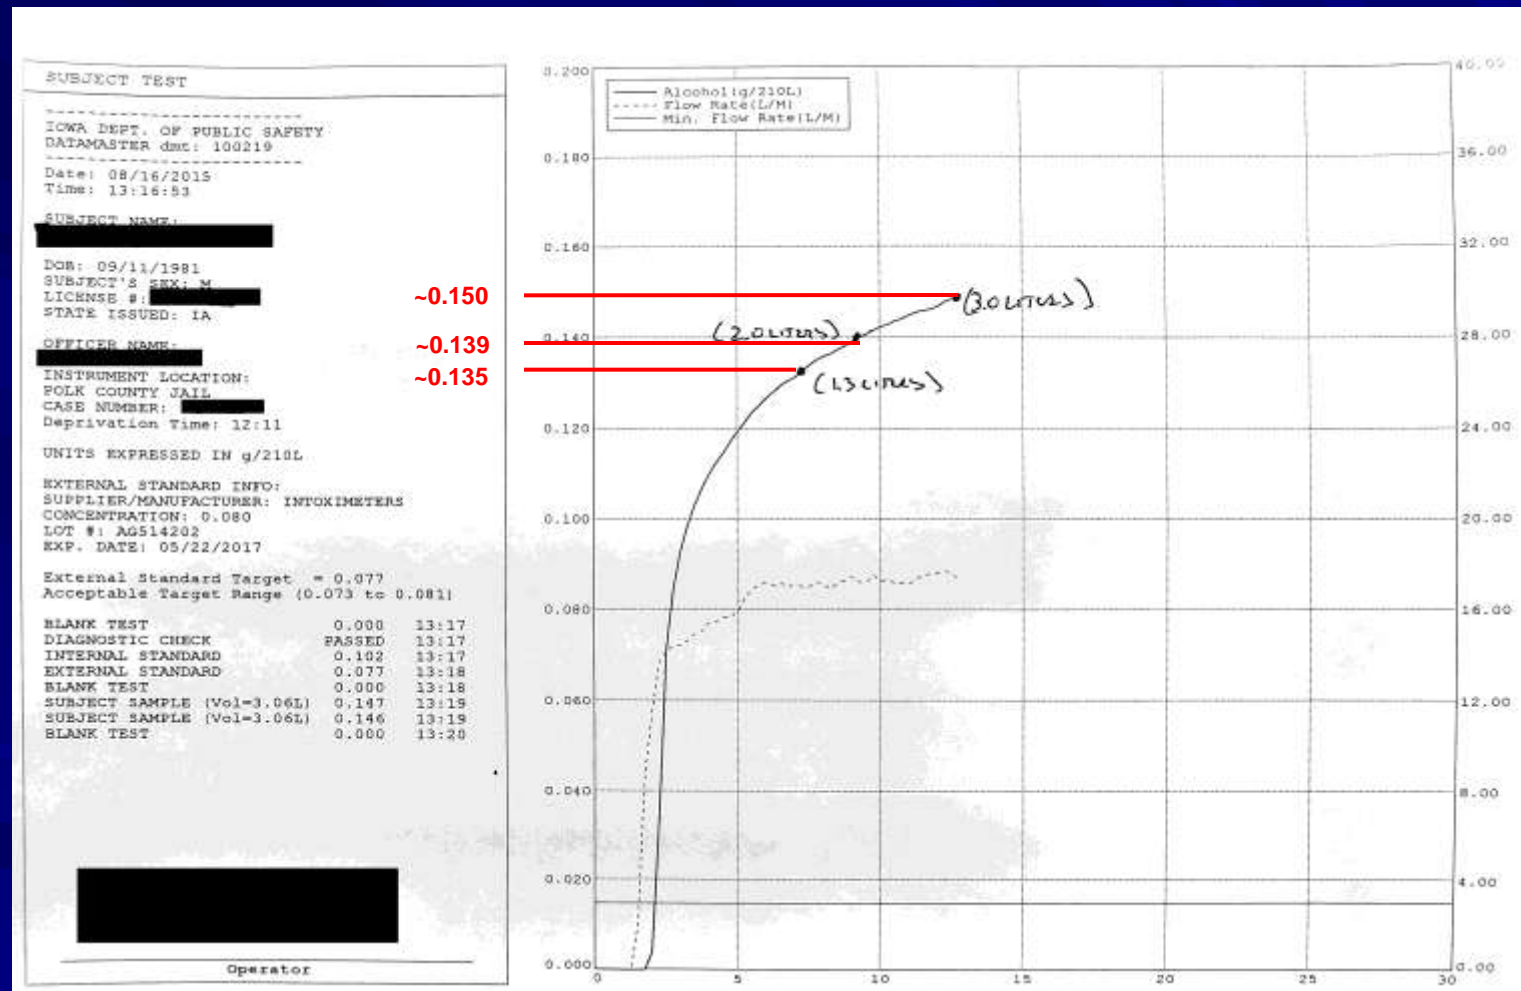 SUBJECT TEST
IOWA DEPT. OF PUBLIC SAFETY
DATAMASTER dmt: 100219
Date: 08/16/2015
Time: 13:16:53
SUBJECT NAME:
DOB: 09/11/1981
SUBJECT'S SEX: M
LICENSE #:
STATE ISSUED: IA
OFFICER NAME:
INSTRUMENT LOCATION:
POLK COUNTY JAIL
CASE NUMBER:
Deprivation Time: 12:11
UNITS EXPRESSED IN g/210L
EXTERNAL STANDARD INFO:
SUPPLIER/MANUFACTURER: INTOXIMETERS
CONCENTRATION: 0.080
LOT #: AG514202
EXP. DATE: 05/22/2017
External Standard Target = 0.077
Acceptable Target Range (0.073 to 0.081)
BLANK TEST 0.000 13:17
DIAGNOSTIC CHECK PASSED 13:17
INTERNAL STANDARD 0.102 13:17
EXTERNAL STANDARD 0.077 13:18
BLANK TEST 0.000 13:18
SUBJECT SAMPLE (Vol=3.06L) 0.147 13:19
SUBJECT SAMPLE (Vol=3.06L) 0.146 13:19
BLANK TEST 0.000 13:20
Operator
~0.150
~0.139
~0.135
Alcohol(g/210L)
Flow Rate(L/M)
Min. Flow Rate(L/M)
0.200
0.180
0.160
0.140
0.120
0.100
0.080
0.060
0.040
0.020
0.000
(3.0 LITERS)
(2.0 LITERS)
(1.3 LITRES)
40.00
36.00
32.00
28.00
24.00
20.00
16.00
12.00
8.00
4.00
0.00
0 5 10 15 20 25 30